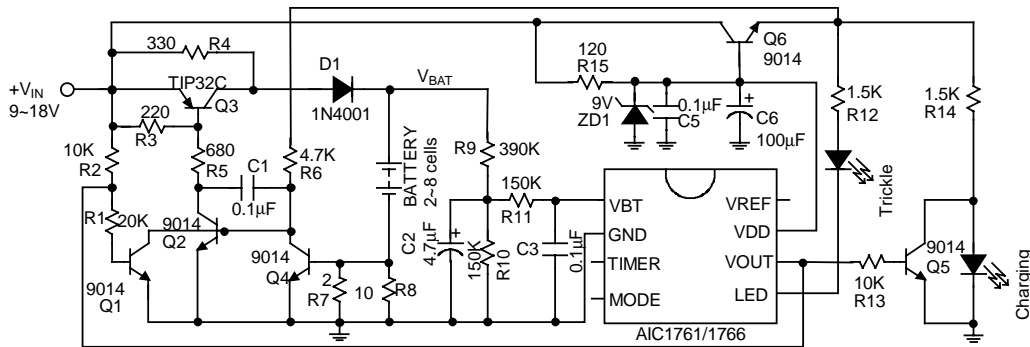 330
R4
+VIN
9~18V
TIP32C
Q3
220
R3
10K
R2
R1
20K
680
R5
C1
0.1µF
4.7K
R6
D1
1N4001
VBAT
BATTERY
2~8 cells
9014
Q2
9014
Q1
9014
Q4
2
R7
10
R8
C2
4.7µF
+
R9
390K
150K
R10
150K
R11
C3
0.1µF
120
R15
9V
ZD1
0.1µF
C5
+
C6
100µF
Q6
9014
VBT
GND
TIMER
MODE
VREF
VDD
VOUT
LED
AIC1761/1766
1.5K
R12
Trickle
1.5K
R14
10K
R13
9014
Q5
Charging